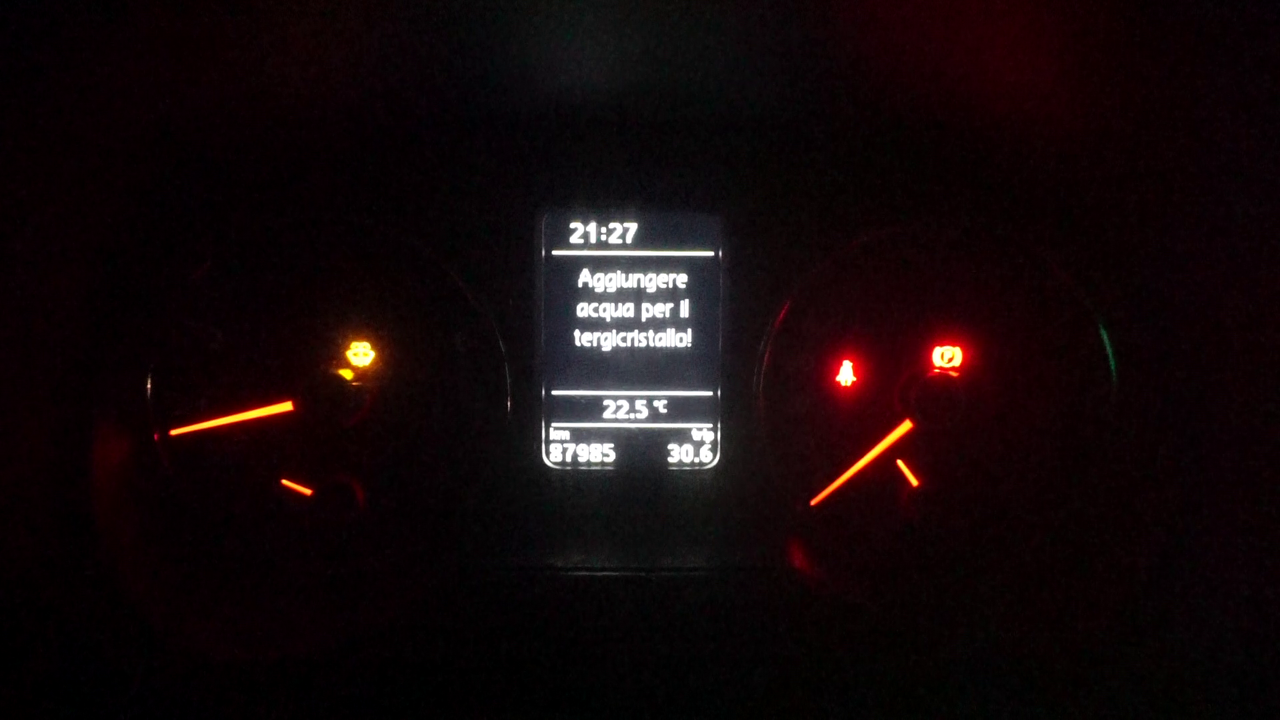 21:27
Aggiungere
acqua per il
tergicristallo!
22.5 °C
km trip
87985 30.6